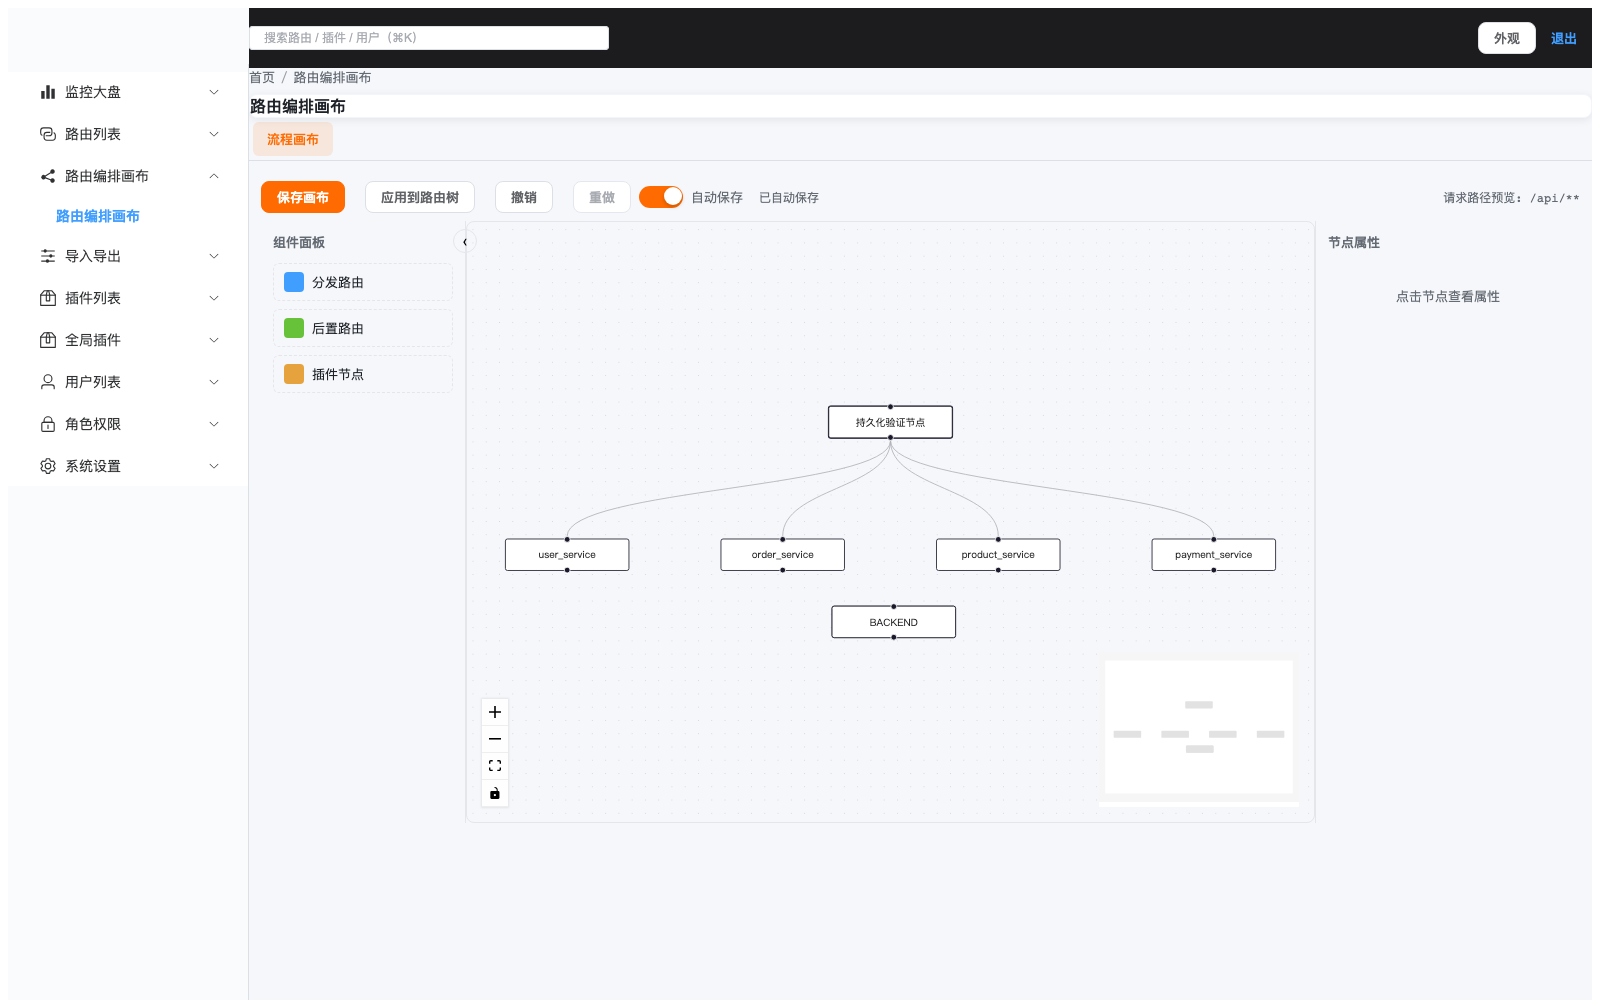 搜索路由 / 插件 / 用户（⌘K）
外观
退出
监控大盘
路由列表
路由编排画布
路由编排画布
导入导出
插件列表
全局插件
用户列表
角色权限
系统设置
首页 / 路由编排画布
路由编排画布
流程画布
保存画布
应用到路由树
撤销
重做
自动保存
已自动保存
请求路径预览: /api/**
组件面板
分发路由
后置路由
插件节点
持久化验证节点
user_service
order_service
product_service
payment_service
BACKEND
节点属性
点击节点查看属性